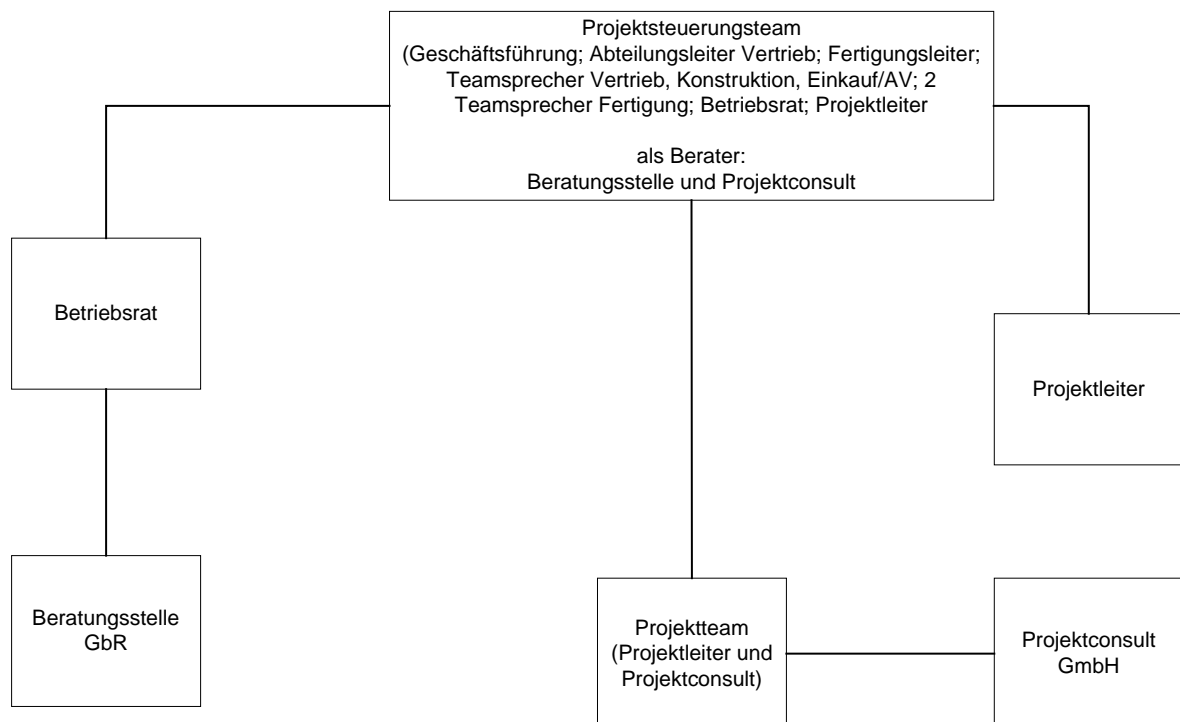 Projektsteuerungsteam
(Geschäftsführung; Abteilungsleiter Vertrieb; Fertigungsleiter;
Teamsprecher Vertrieb, Konstruktion, Einkauf/AV; 2
Teamsprecher Fertigung; Betriebsrat; Projektleiter
als Berater:
Beratungsstelle und Projektconsult
Betriebsrat
Projektleiter
Beratungsstelle
GbR
Projektteam
(Projektleiter und
Projektconsult)
Projektconsult
GmbH